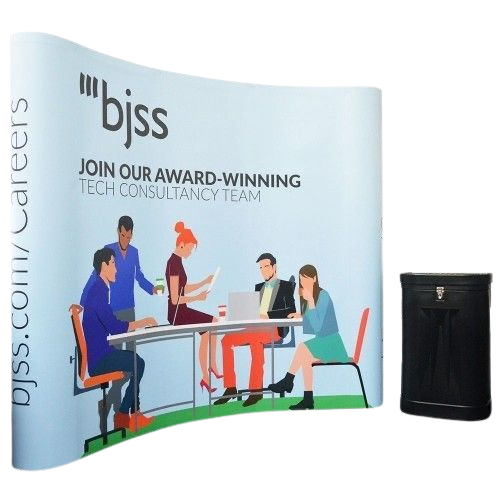 bjss
JOIN OUR AWARD-WINNING
TECH CONSULTANCY TEAM
bjss.com/Careers